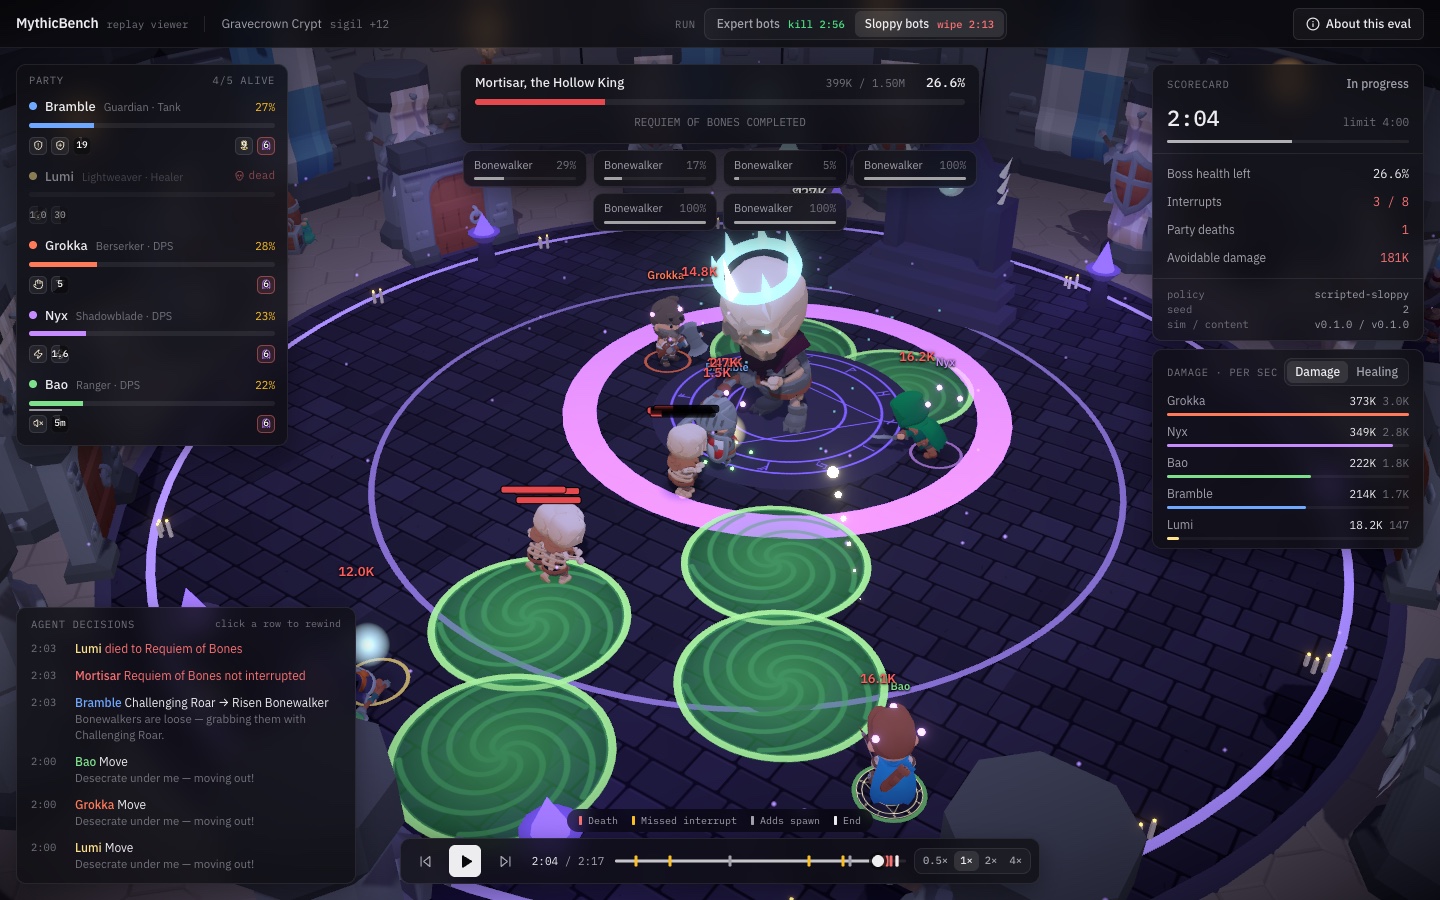 MythicBench replay viewer Gravecrown Crypt sigil +12
RUN Expert bots kill 2:56 Sloppy bots wipe 2:13
About this eval
PARTY 4/5 ALIVE
Bramble Guardian · Tank 27%
19 6
Lumi Lightweaver · Healer dead
30
Grokka Berserker · DPS 28%
5 6
Nyx Shadowblade · DPS 23%
6
Bao Ranger · DPS 22%
5m 6
Mortisar, the Hollow King 399K / 1.50M 26.6%
REQUIEM OF BONES COMPLETED
Bonewalker 29% Bonewalker 17% Bonewalker 5% Bonewalker 100%
Bonewalker 100% Bonewalker 100%
Grokka 14.8K
1.5K
16.2K Nyx
12.0K
Bao
SCORECARD In progress
2:04 limit 4:00
Boss health left 26.6%
Interrupts 3 / 8
Party deaths 1
Avoidable damage 181K
policy scripted-sloppy
seed 2
sim / content v0.1.0 / v0.1.0
DAMAGE · PER SEC Damage Healing
Grokka 373K 3.0K
Nyx 349K 2.8K
Bao 222K 1.8K
Bramble 214K 1.7K
Lumi 18.2K 147
AGENT DECISIONS click a row to rewind
2:03 Lumi died to Requiem of Bones
2:03 Mortisar Requiem of Bones not interrupted
2:03 Bramble Challenging Roar → Risen Bonewalker
Bonewalkers are loose — grabbing them with
Challenging Roar.
2:00 Bao Move
Desecrate under me — moving out!
2:00 Grokka Move
Desecrate under me — moving out!
2:00 Lumi Move
Desecrate under me — moving out!
Death Missed interrupt Adds spawn End
2:04 / 2:17
0.5× 1× 2× 4×